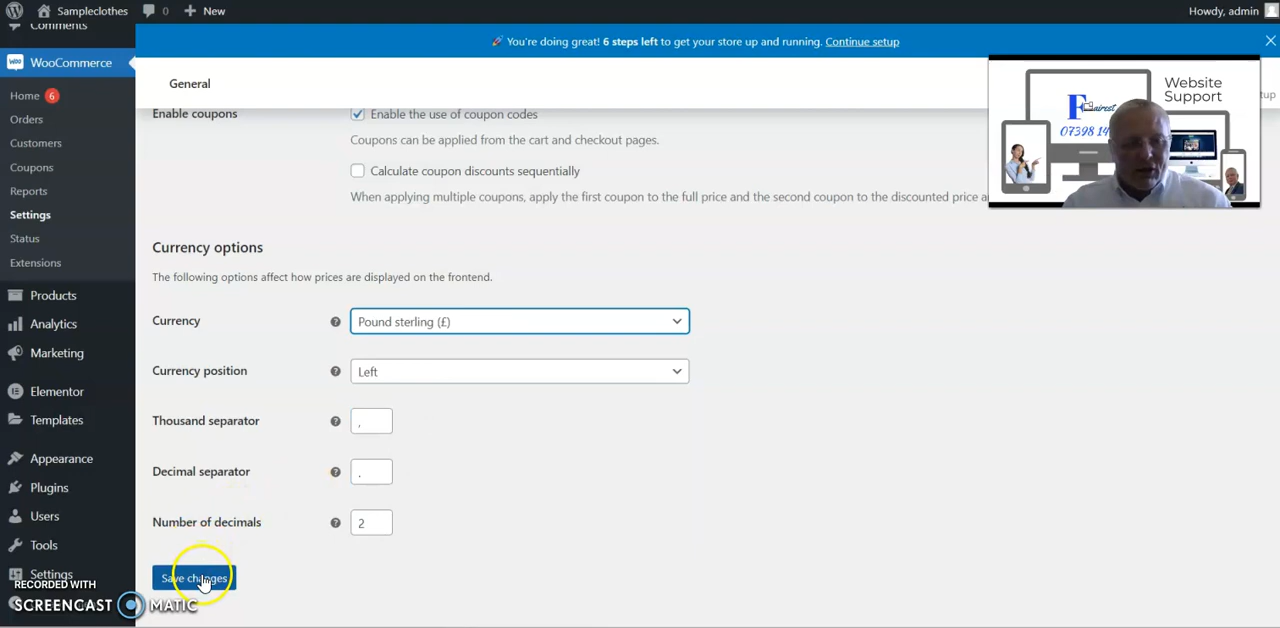 Sampleclothes
0
New
Howdy, admin
Comments
WooCommerce
Home 6
Orders
Customers
Coupons
Reports
Settings
Status
Extensions
Products
Analytics
Marketing
Elementor
Templates
Appearance
Plugins
Users
Tools
Settings
🚀 You're doing great! 6 steps left to get your store up and running. Continue setup
General
Enable coupons
Enable the use of coupon codes
Coupons can be applied from the cart and checkout pages.
Calculate coupon discounts sequentially
When applying multiple coupons, apply the first coupon to the full price and the second coupon to the discounted price
Currency options
The following options affect how prices are displayed on the frontend.
Currency
Pound sterling (£)
Currency position
Left
Thousand separator
,
Decimal separator
.
Number of decimals
2
Save changes
Website
Support
07398 14
RECORDED WITH
SCREENCAST MATIC